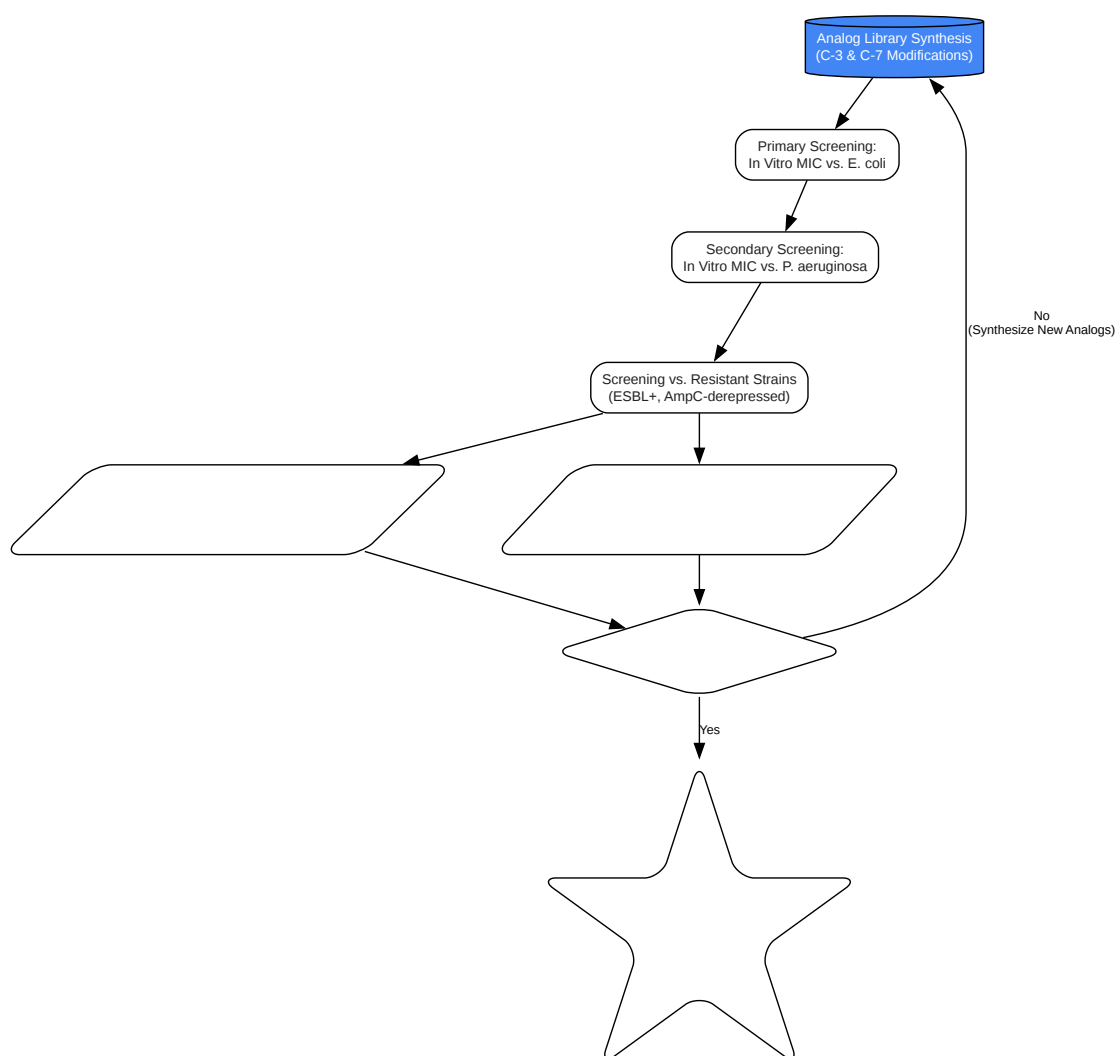 Analog Library Synthesis
(C-3 & C-7 Modifications)
Primary Screening:
In Vitro MIC vs. E. coli
Secondary Screening:
In Vitro MIC vs. P. aeruginosa
No
(Synthesize New Analogs)
Screening vs. Resistant Strains
(ESBL+, AmpC-derepressed)
Yes